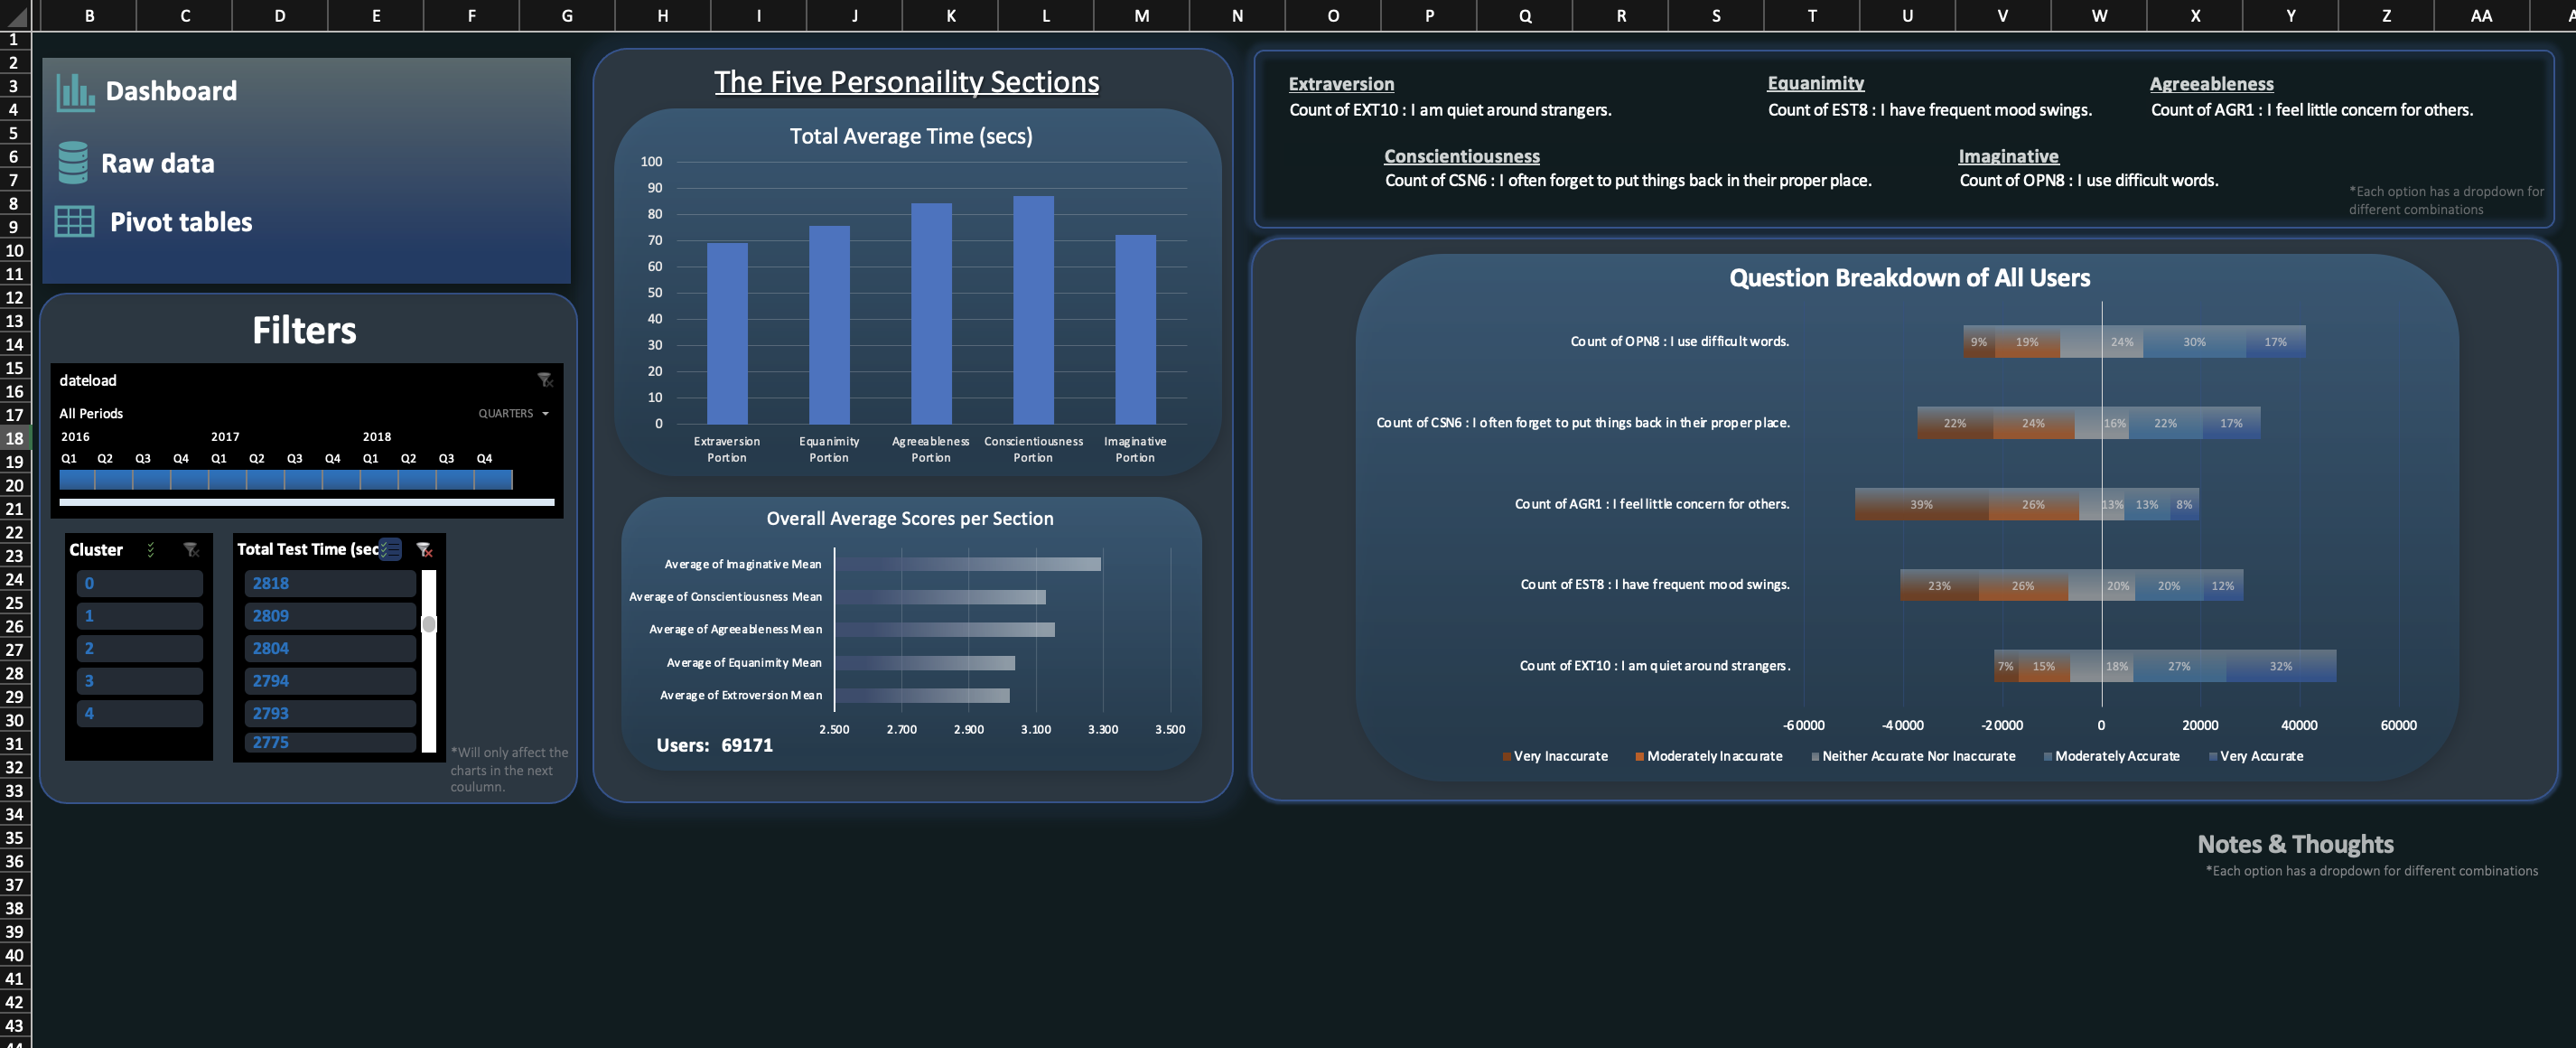 B C D E F G H I J K L M N O P Q R S T U V W X Y Z AA
1
2
3
4
5
6
7
8
9
10
11
12
13
14
15
16
17
18
19
20
21
22
23
24
25
26
27
28
29
30
31
32
33
34
35
36
37
38
39
40
41
42
43
Dashboard
Raw data
Pivot tables
Filters
dateload
All Periods QUARTERS
2016 2017 2018
Q1 Q2 Q3 Q4 Q1 Q2 Q3 Q4 Q1 Q2 Q3 Q4
Cluster
0
1
2
3
4
Total Test Time (sec
2818
2809
2804
2794
2793
2775
*Will only affect the
charts in the next
coulumn.
The Five Personaility Sections
Total Average Time (secs)
100
90
80
70
60
50
40
30
20
10
0
Extraversion Portion
Equanimity Portion
Agreeableness Portion
Conscientiousness Portion
Imaginative Portion
Overall Average Scores per Section
Average of Imaginative Mean
Average of Conscientiousness Mean
Average of Agreeableness Mean
Average of Equanimity Mean
Average of Extroversion Mean
2.500 2.700 2.900 3.100 3.300 3.500
Users: 69171
Extraversion
Count of EXT10 : I am quiet around strangers.
Equanimity
Count of EST8 : I have frequent mood swings.
Agreeableness
Count of AGR1 : I feel little concern for others.
Conscientiousness
Count of CSN6 : I often forget to put things back in their proper place.
Imaginative
Count of OPN8 : I use difficult words.
*Each option has a dropdown for
different combinations
Question Breakdown of All Users
Count of OPN8 : I use difficult words. 9% 19% 24% 30% 17%
Count of CSN6 : I often forget to put things back in their proper place. 22% 24% 16% 22% 17%
Count of AGR1 : I feel little concern for others. 39% 26% 13% 13% 8%
Count of EST8 : I have frequent mood swings. 23% 26% 20% 20% 12%
Count of EXT10 : I am quiet around strangers. 7% 15% 18% 27% 32%
-60000 -40000 -20000 0 20000 40000 60000
Very Inaccurate Moderately Inaccurate Neither Accurate Nor Inaccurate Moderately Accurate Very Accurate
Notes & Thoughts
*Each option has a dropdown for different combinations